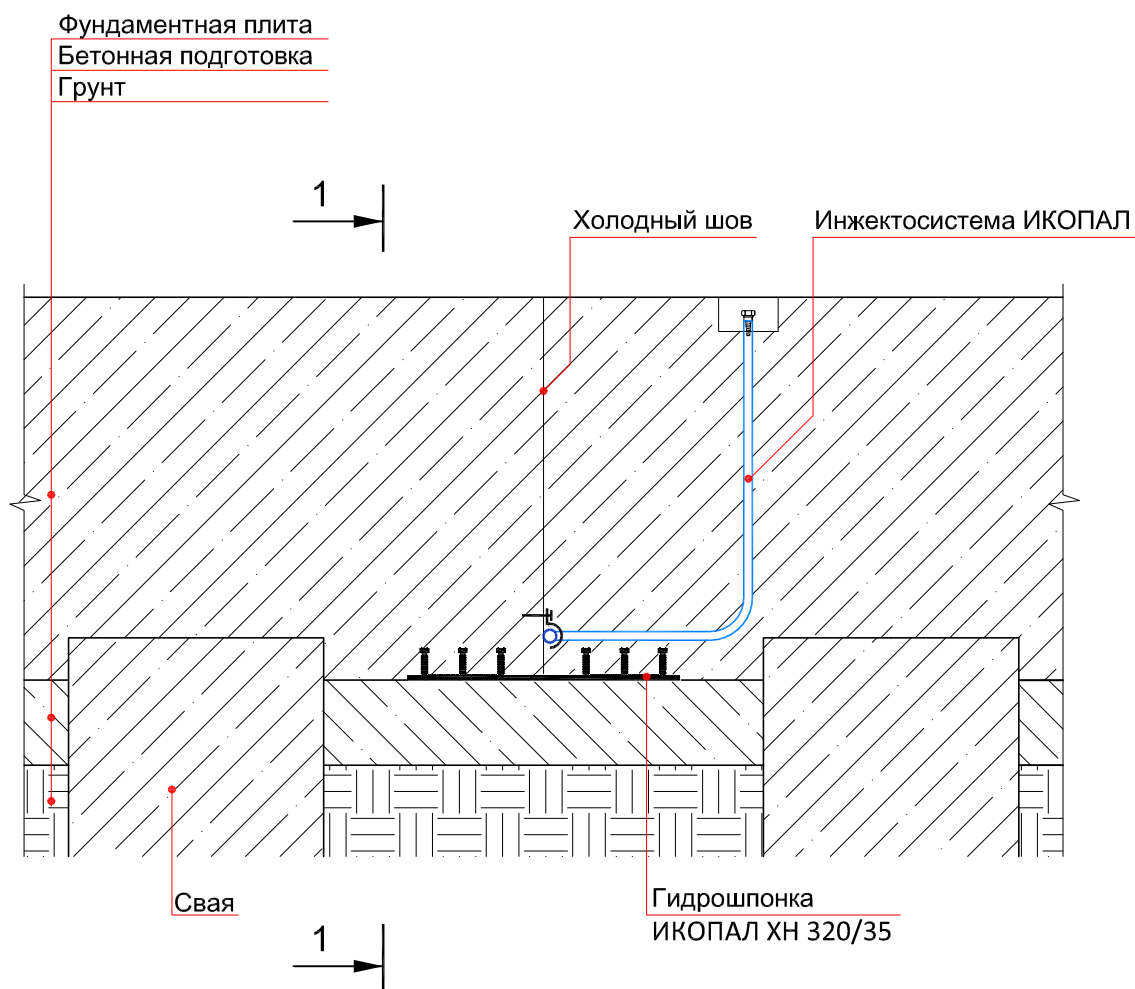 Фундаментная плита
Бетонная подготовка
Грунт
1
Холодный шов
Инжектосистема ИКОПАЛ
Свая
Гидрошпонка
ИКОПАЛ ХН 320/35
1